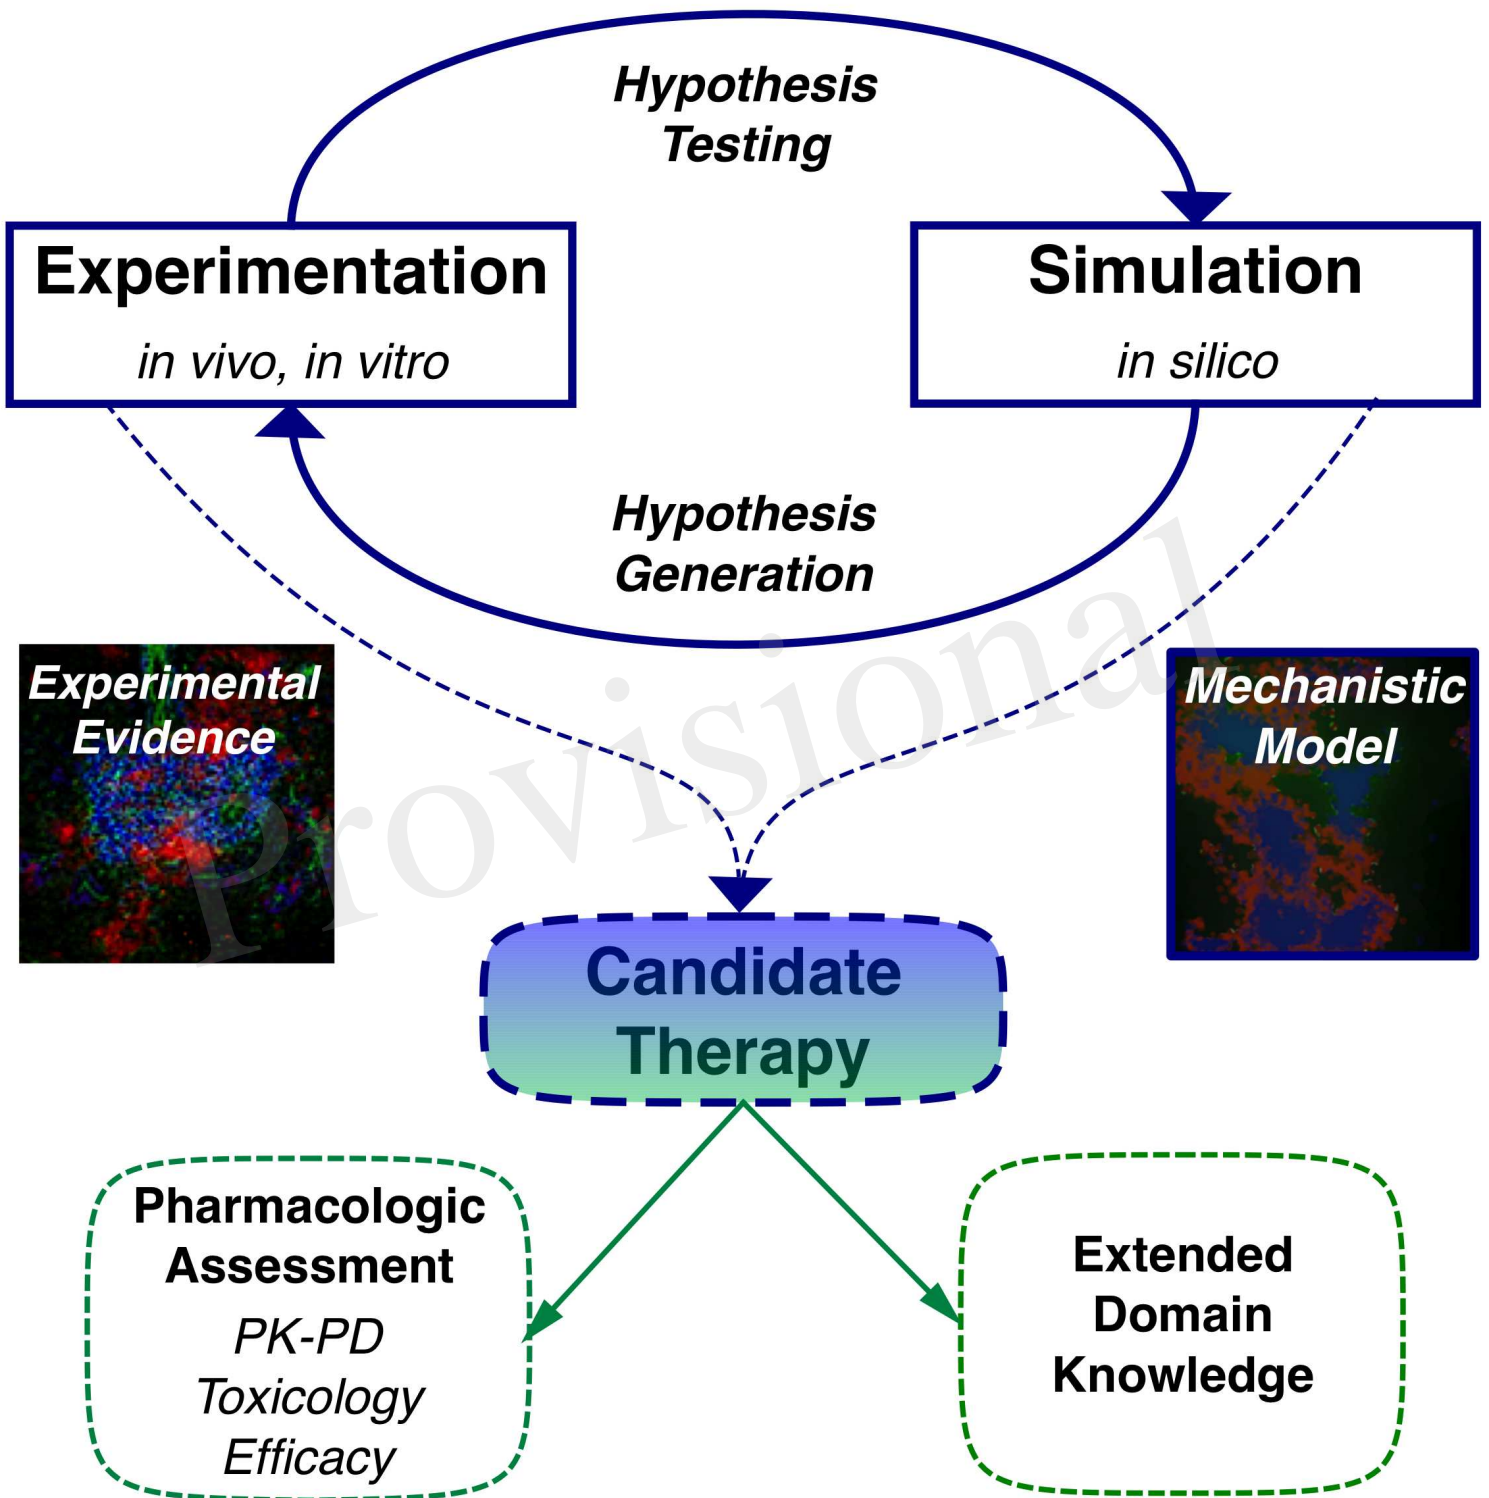 Hypothesis
Testing
Experimentation
in vivo, in vitro
Simulation
in silico
Hypothesis
Generation
Experimental
Evidence
Mechanistic
Model
Provisional
Candidate
Therapy
Pharmacologic
Assessment
PK-PD
Toxicology
Efficacy
Extended
Domain
Knowledge